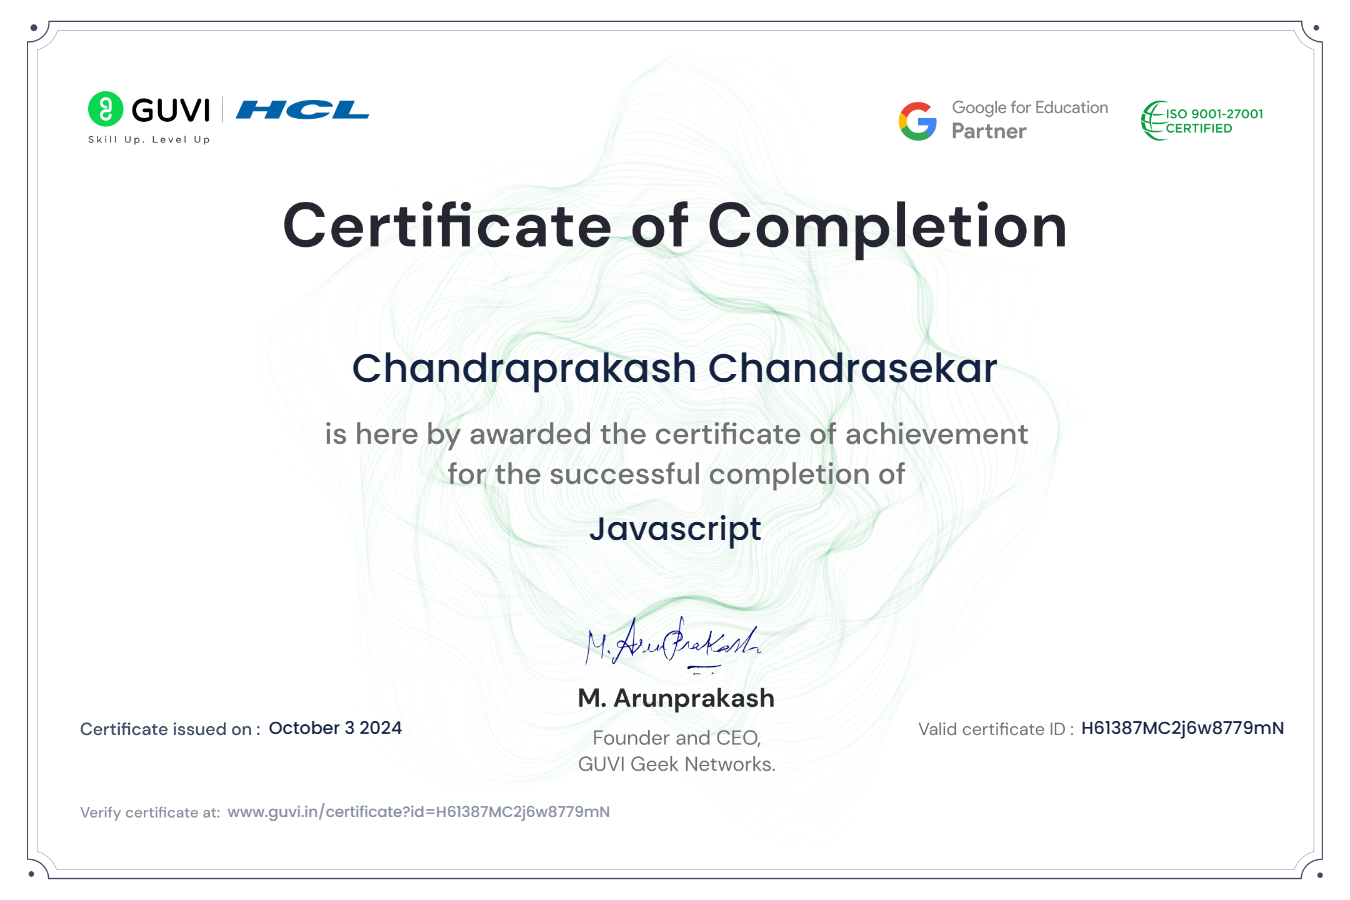 GUVI HCL
Skill Up. Level Up
Google for Education
Partner
ISO 9001-27001
CERTIFIED
Certificate of Completion
Chandraprakash Chandrasekar
is here by awarded the certificate of achievement
for the successful completion of
Javascript
M. Arunprakash
M. Arunprakash
Founder and CEO,
GUVI Geek Networks.
Certificate issued on : October 3 2024
Valid certificate ID : H61387MC2j6w8779mN
Verify certificate at: www.guvi.in/certificate?id=H61387MC2j6w8779mN